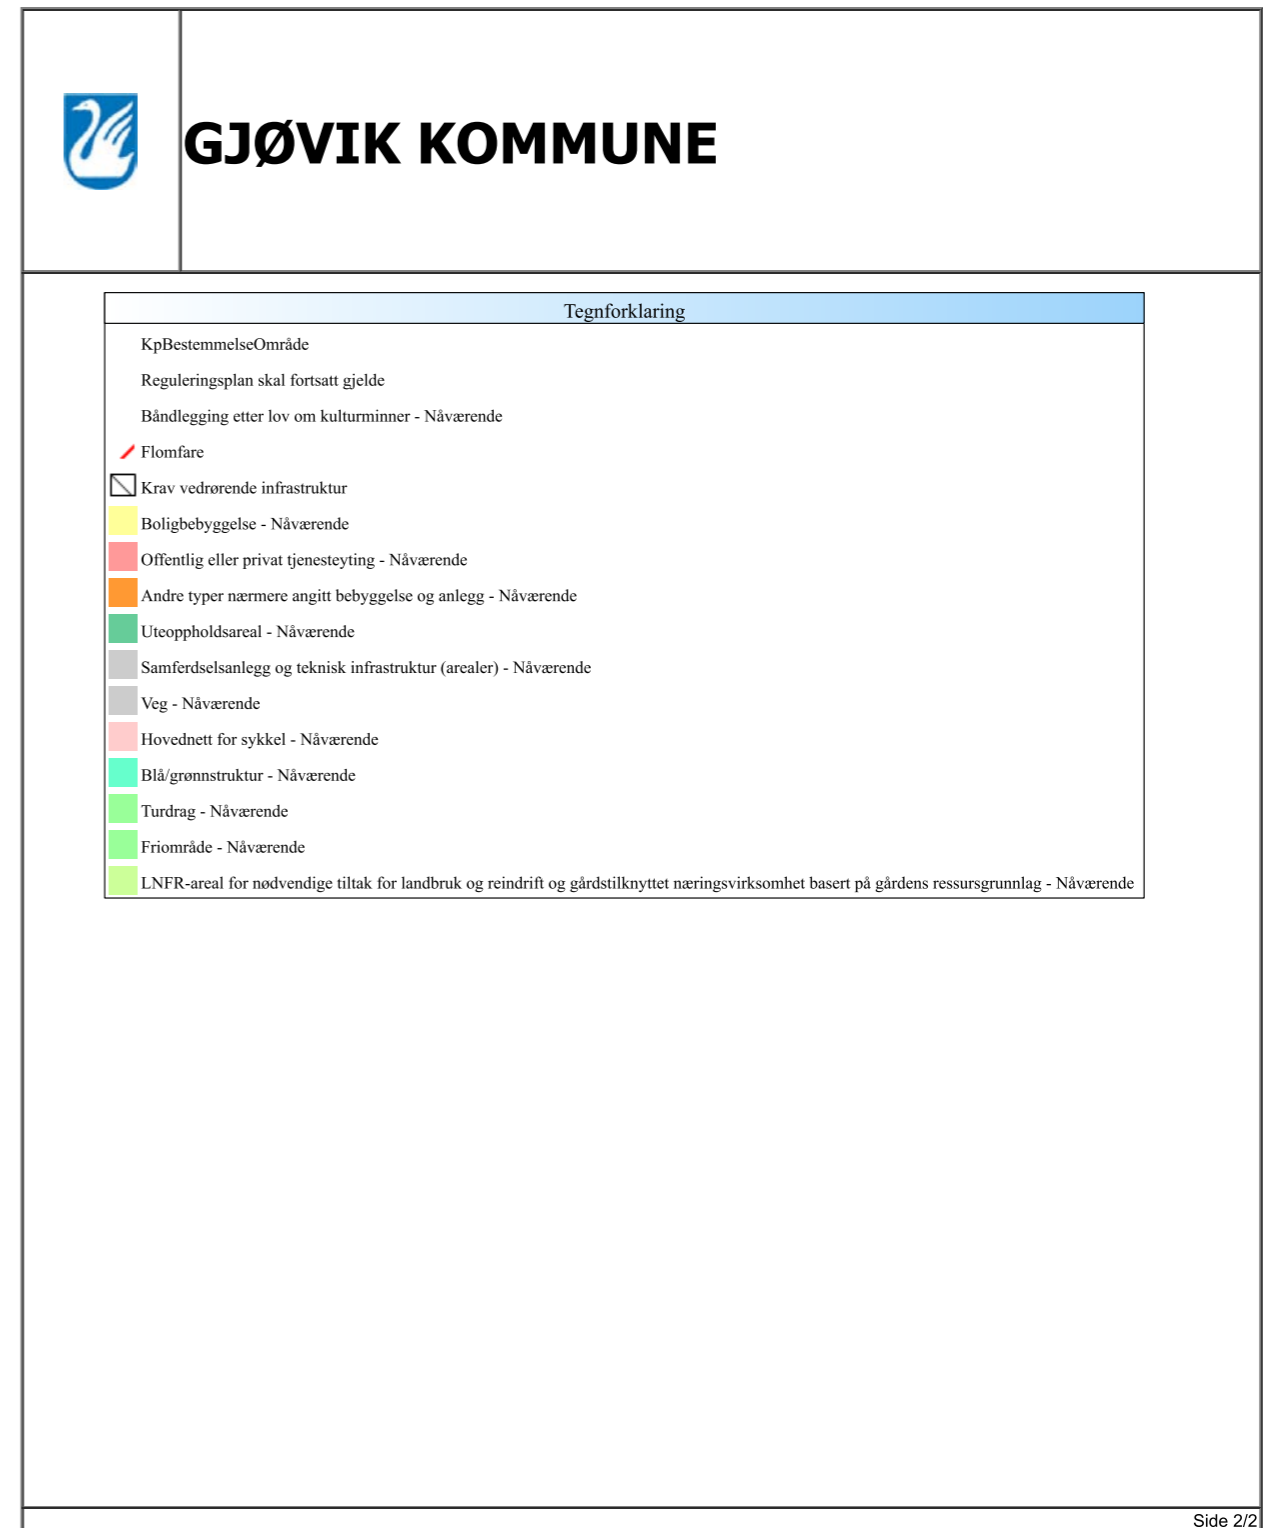 GJØVIK KOMMUNE
Tegnforklaring
KpBestemmelseOmråde
Reguleringsplan skal fortsatt gjelde
Båndlegging etter lov om kulturminner - Nåværende
Flomfare
Krav vedrørende infrastruktur
Boligbebyggelse - Nåværende
Offentlig eller privat tjenesteyting - Nåværende
Andre typer nærmere angitt bebyggelse og anlegg - Nåværende
Uteoppholdsareal - Nåværende
Samferdselsanlegg og teknisk infrastruktur (arealer) - Nåværende
Veg - Nåværende
Hovednett for sykkel - Nåværende
Blå/grønnstruktur - Nåværende
Turdrag - Nåværende
Friområde - Nåværende
LNFR-areal for nødvendige tiltak for landbruk og reindrift og gårdstilknyttet næringsvirksomhet basert på gårdens ressursgrunnlag - Nåværende
Side 2/2